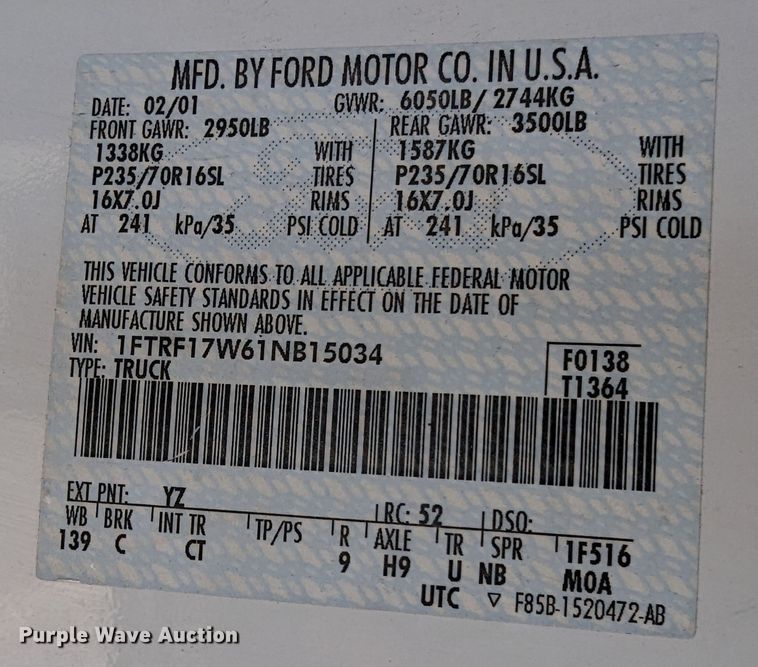 MFD. BY FORD MOTOR CO. IN U.S.A.
DATE: 02/01 GVWR: 6050LB/ 2744KG
FRONT GAWR: 2950LB REAR GAWR: 3500LB
1338KG WITH 1587KG WITH
P235/70R16SL TIRES P235/70R16SL TIRES
16X7.0J RIMS 16X7.0J RIMS
AT 241 kPa/35 PSI COLD AT 241 kPa/35 PSI COLD
THIS VEHICLE CONFORMS TO ALL APPLICABLE FEDERAL MOTOR
VEHICLE SAFETY STANDARDS IN EFFECT ON THE DATE OF
MANUFACTURE SHOWN ABOVE.
VIN: 1FTRF17W61NB15034 F0138
TYPE: TRUCK T1364
EXT PNT: YZ RC: 52 DSO:
WB BRK INT TR TP/PS R AXLE TR SPR 1F516
139 C CT 9 H9 U NB M0A
UTC ▽ F85B-1520472-AB
Purple Wave Auction